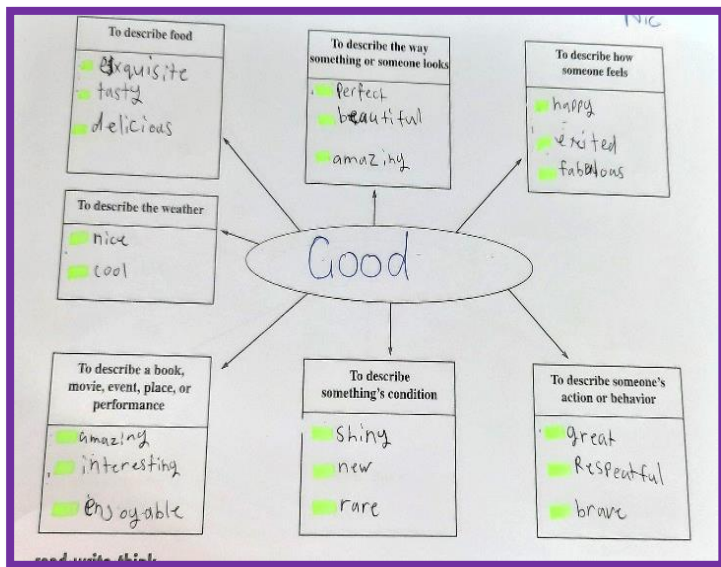 Nic
To describe food
exquisite
tasty
delicious
To describe the way
something or someone looks
perfect
beautiful
amazing
To describe how
someone feels
happy
exited
fabulous
To describe the weather
nice
cool
Good
To describe a book,
movie, event, place, or
performance
amazing
interesting
enjoyable
To describe
something's condition
shiny
new
rare
To describe someone's
action or behavior
great
Respeatful
brave